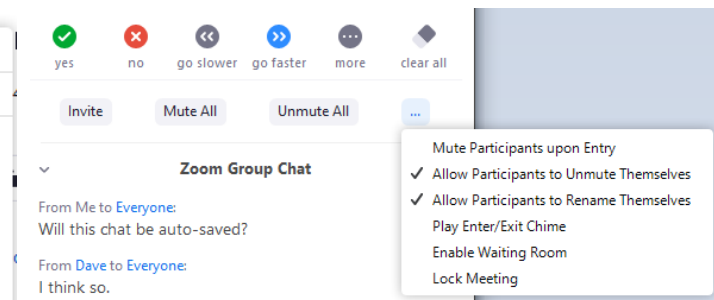 yes no go slower go faster more clear all
Invite Mute All Unmute All ...
Mute Participants upon Entry
Allow Participants to Unmute Themselves
Allow Participants to Rename Themselves
Play Enter/Exit Chime
Enable Waiting Room
Lock Meeting
Zoom Group Chat
From Me to Everyone:
Will this chat be auto-saved?
From Dave to Everyone:
I think so.